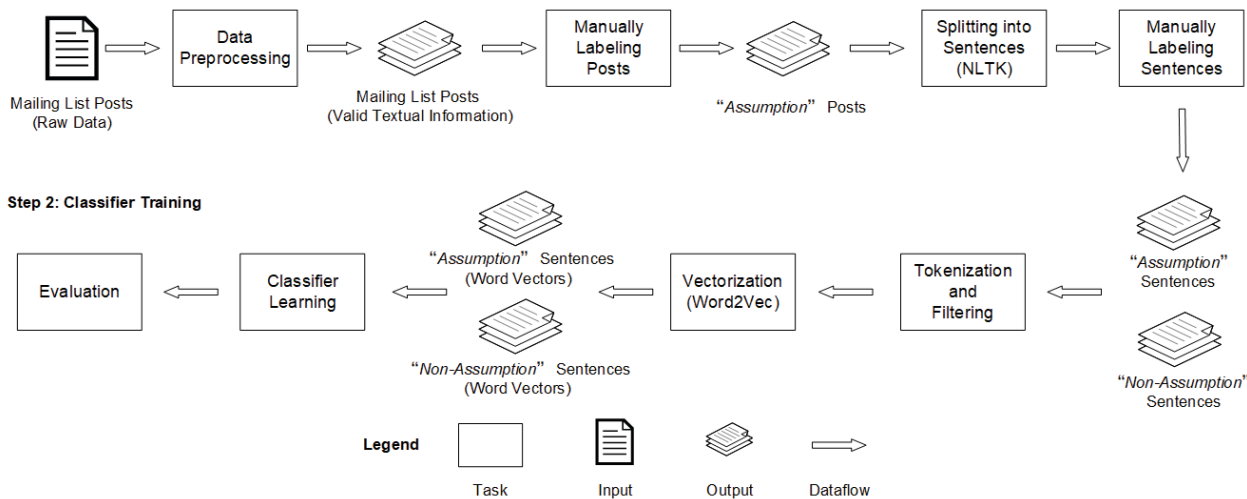 Mailing List Posts
(Raw Data)
Data
Preprocessing
Mailing List Posts
(Valid Textual Information)
Manually
Labeling
Posts
“Assumption” Posts
Splitting into
Sentences
(NLTK)
Manually
Labeling
Sentences
Step 2: Classifier Training
“Assumption”
Sentences
“Non-Assumption”
Sentences
Tokenization
and
Filtering
Vectorization
(Word2Vec)
“Assumption” Sentences
(Word Vectors)
“Non-Assumption” Sentences
(Word Vectors)
Classifier
Learning
Evaluation
Legend
Task
Input
Output
Dataflow